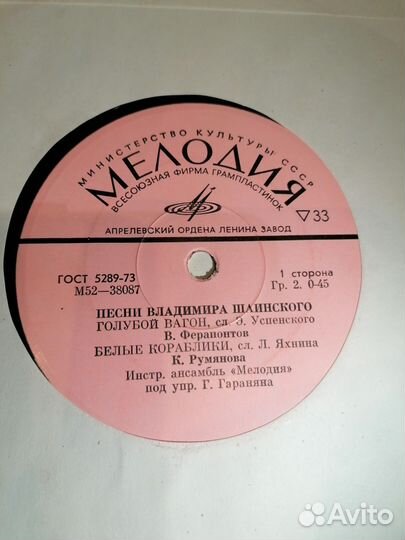 МИНИСТЕРСТВО КУЛЬТУРЫ СССР
МЕЛОДИЯ
ВСЕСОЮЗНАЯ ФИРМА ГРАМПЛАСТИНОК
▽33
АПРЕЛЕВСКИЙ ОРДЕНА ЛЕНИНА ЗАВОД
ГОСТ 5289-73
М52—38087
1 сторона
Гр. 2. 0-45
ПЕСНИ ВЛАДИМИРА ШАИНСКОГО
ГОЛУБОЙ ВАГОН, сл. Э. Успенского
В. Ферапонтов
БЕЛЫЕ КОРАБЛИКИ, сл. Л. Яхнина
К. Румянова
Инстр. ансамбль «Мелодия»
под упр. Г. Гараняна
Avito